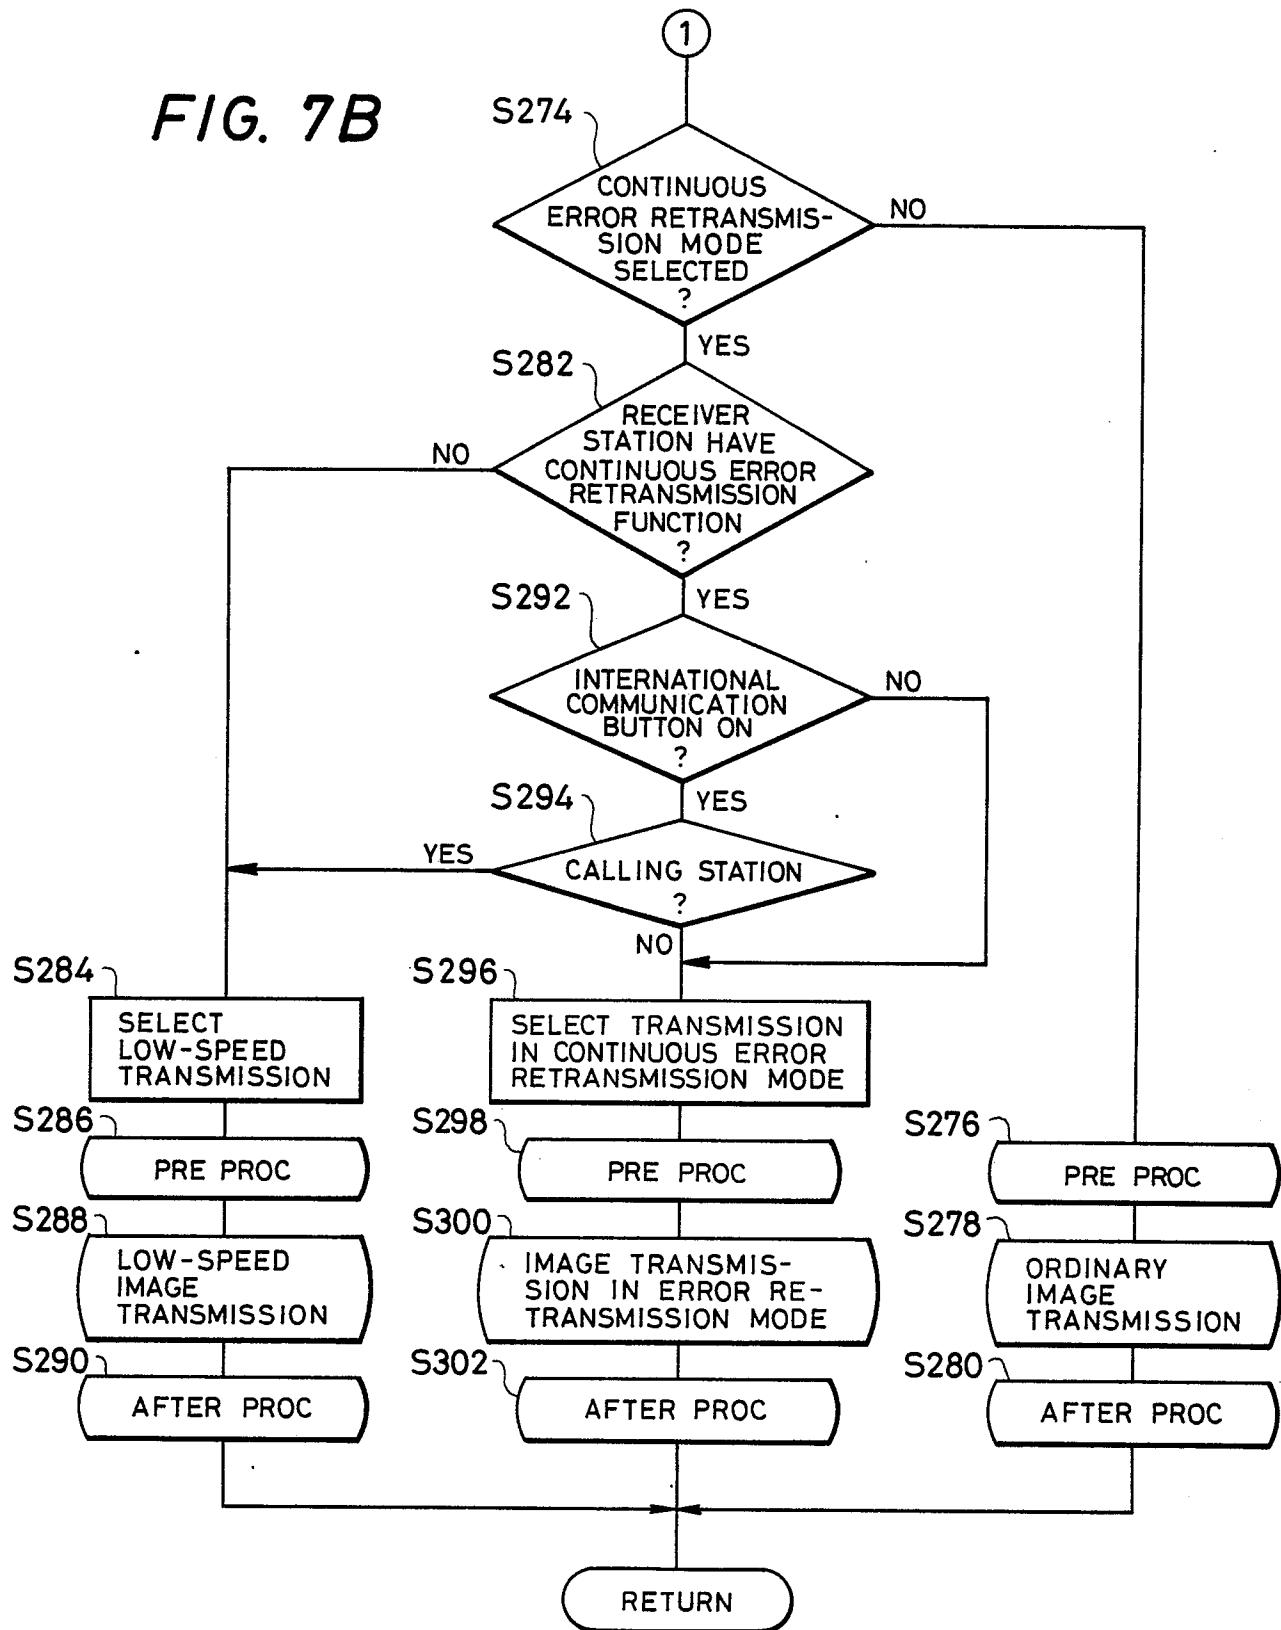 1
FIG. 7B
S274
CONTINUOUS
ERROR RETRANSMIS-
SION MODE
SELECTED
?
NO
YES
S282
RECEIVER
STATION HAVE
CONTINUOUS ERROR
RETRANSMISSION
FUNCTION
?
NO
YES
S292
INTERNATIONAL
COMMUNICATION
BUTTON ON
?
NO
YES
S294
CALLING STATION
?
YES
NO
S284
SELECT
LOW-SPEED
TRANSMISSION
S286
PRE PROC
S288
LOW-SPEED
IMAGE
TRANSMISSION
S290
AFTER PROC
S296
SELECT TRANSMISSION
IN CONTINUOUS ERROR
RETRANSMISSION MODE
S298
PRE PROC
S300
IMAGE TRANSMIS-
SION IN ERROR RE-
TRANSMISSION MODE
S302
AFTER PROC
S276
PRE PROC
S278
ORDINARY
IMAGE
TRANSMISSION
S280
AFTER PROC
RETURN